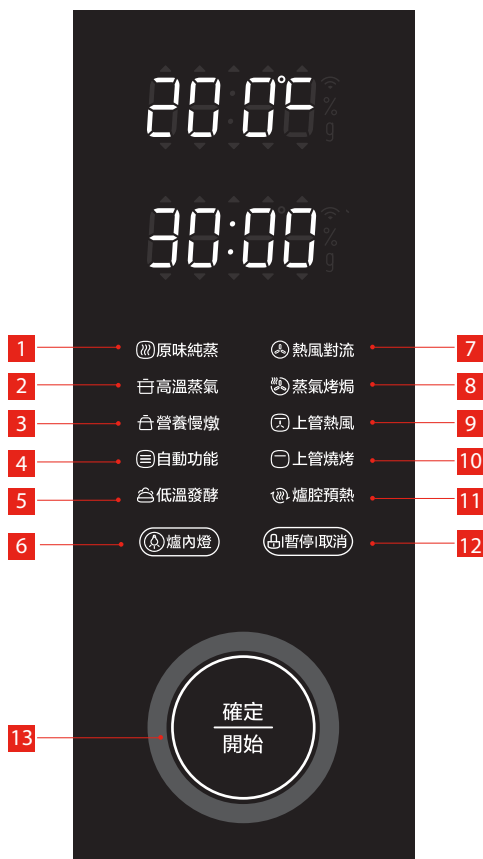 200°C
%
g
30:00
%
g
1 原味純蒸 熱風對流 7
2 高溫蒸氣 蒸氣烤焗 8
3 營養慢燉 上管熱風 9
4 自動功能 上管燒烤 10
5 低溫發酵 爐腔預熱 11
6 爐內燈 暫停|取消 12
確定
13
開始